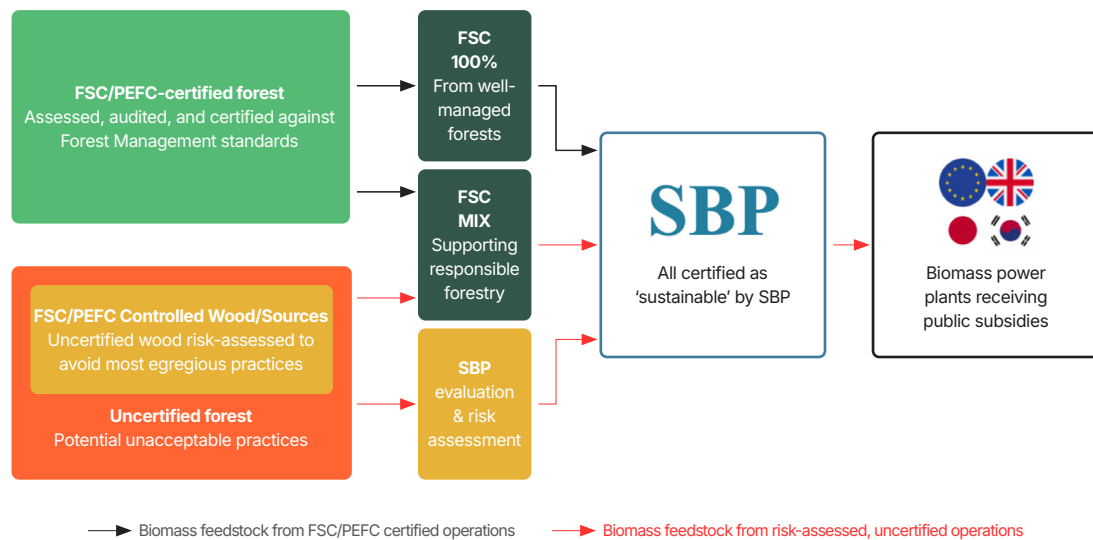 FSC/PEFC-certified forest
Assessed, audited, and certified against
Forest Management standards
FSC/PEFC Controlled Wood/Sources
Uncertified wood risk-assessed to
avoid most egregious practices
Uncertified forest
Potential unacceptable practices
FSC
100%
From well-
managed
forests
FSC
MIX
Supporting
responsible
forestry
SBP
evaluation
& risk
assessment
SBP
All certified as
‘sustainable’ by SBP
Biomass power
plants receiving
public subsidies
Biomass feedstock from FSC/PEFC certified operations
Biomass feedstock from risk-assessed, uncertified operations